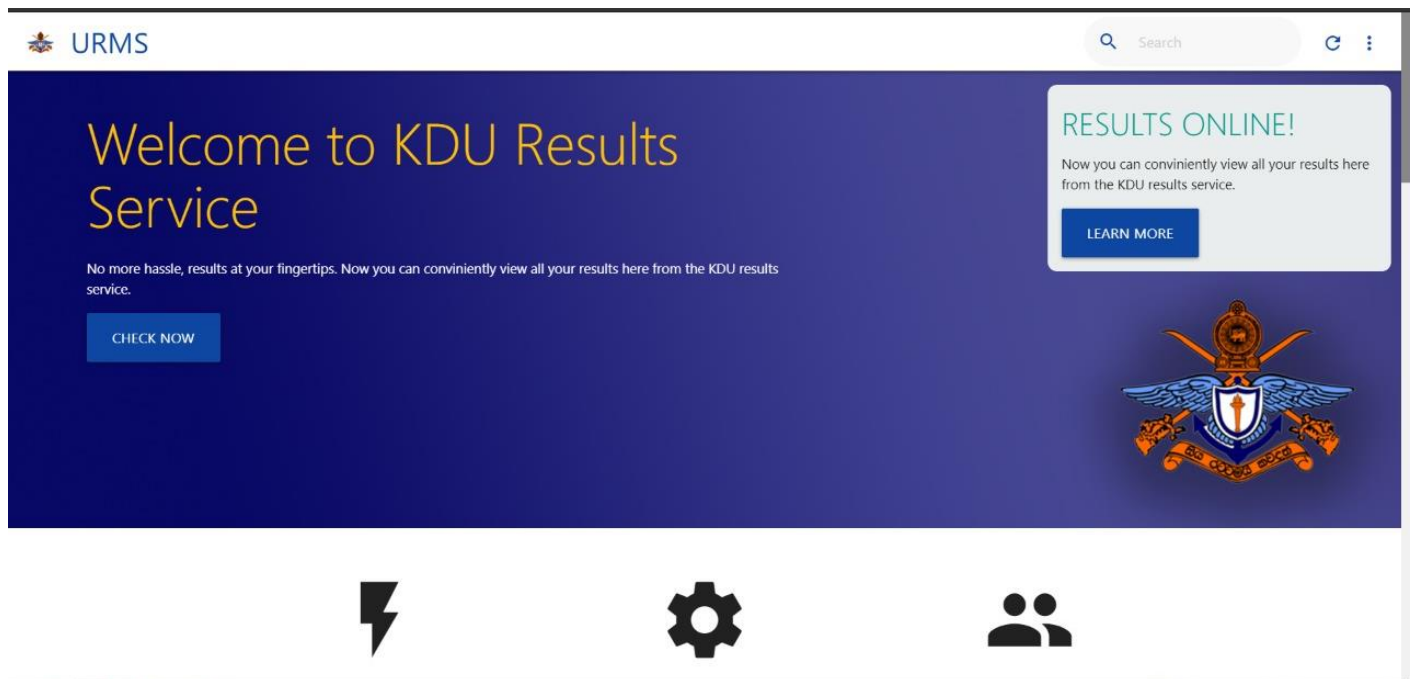 URMS
Search
Welcome to KDU Results
Service
No more hassle, results at your fingertips. Now you can conviniently view all your results here from the KDU results
service.
CHECK NOW
RESULTS ONLINE!
Now you can conviniently view all your results here
from the KDU results service.
LEARN MORE